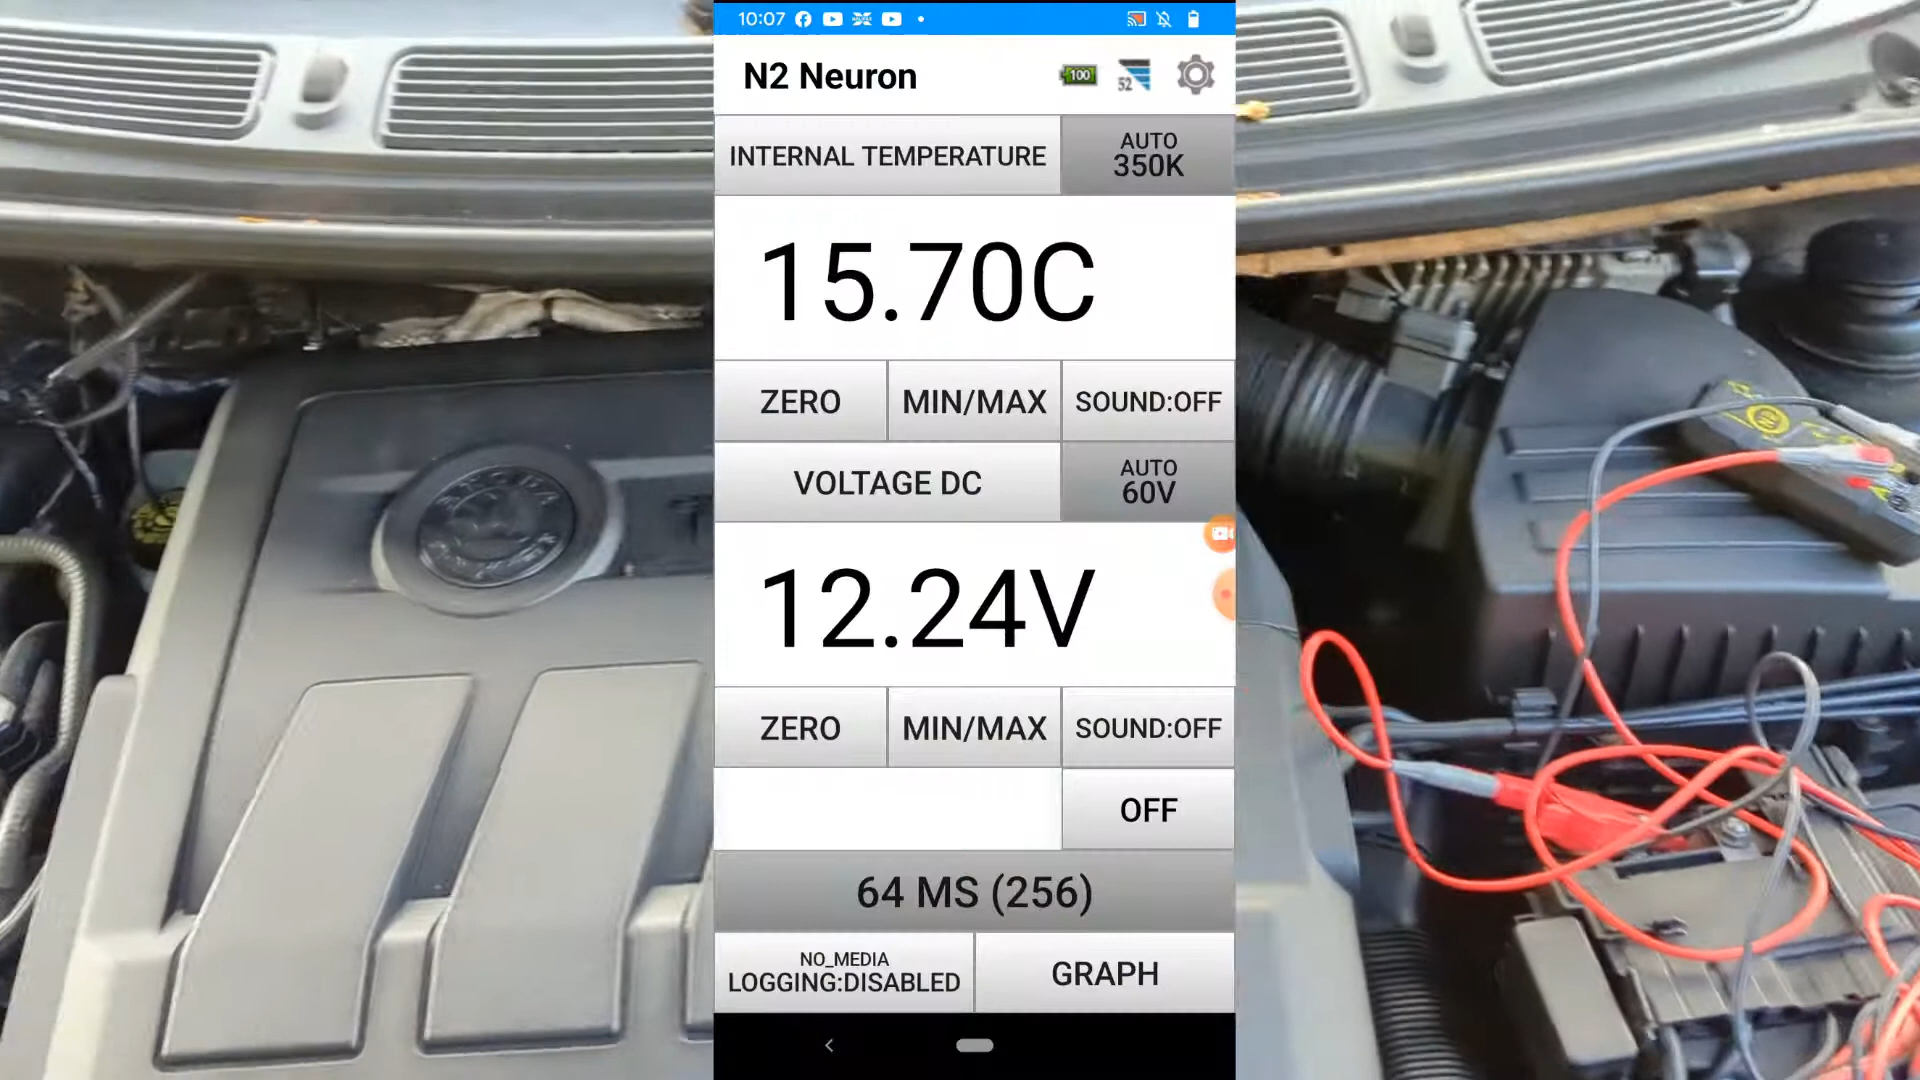 10:07
N2 Neuron
100
52
INTERNAL TEMPERATURE
AUTO
350K
15.70C
ZERO
MIN/MAX
SOUND:OFF
VOLTAGE DC
AUTO
60V
12.24V
ZERO
MIN/MAX
SOUND:OFF
OFF
64 MS (256)
NO_MEDIA
LOGGING:DISABLED
GRAPH